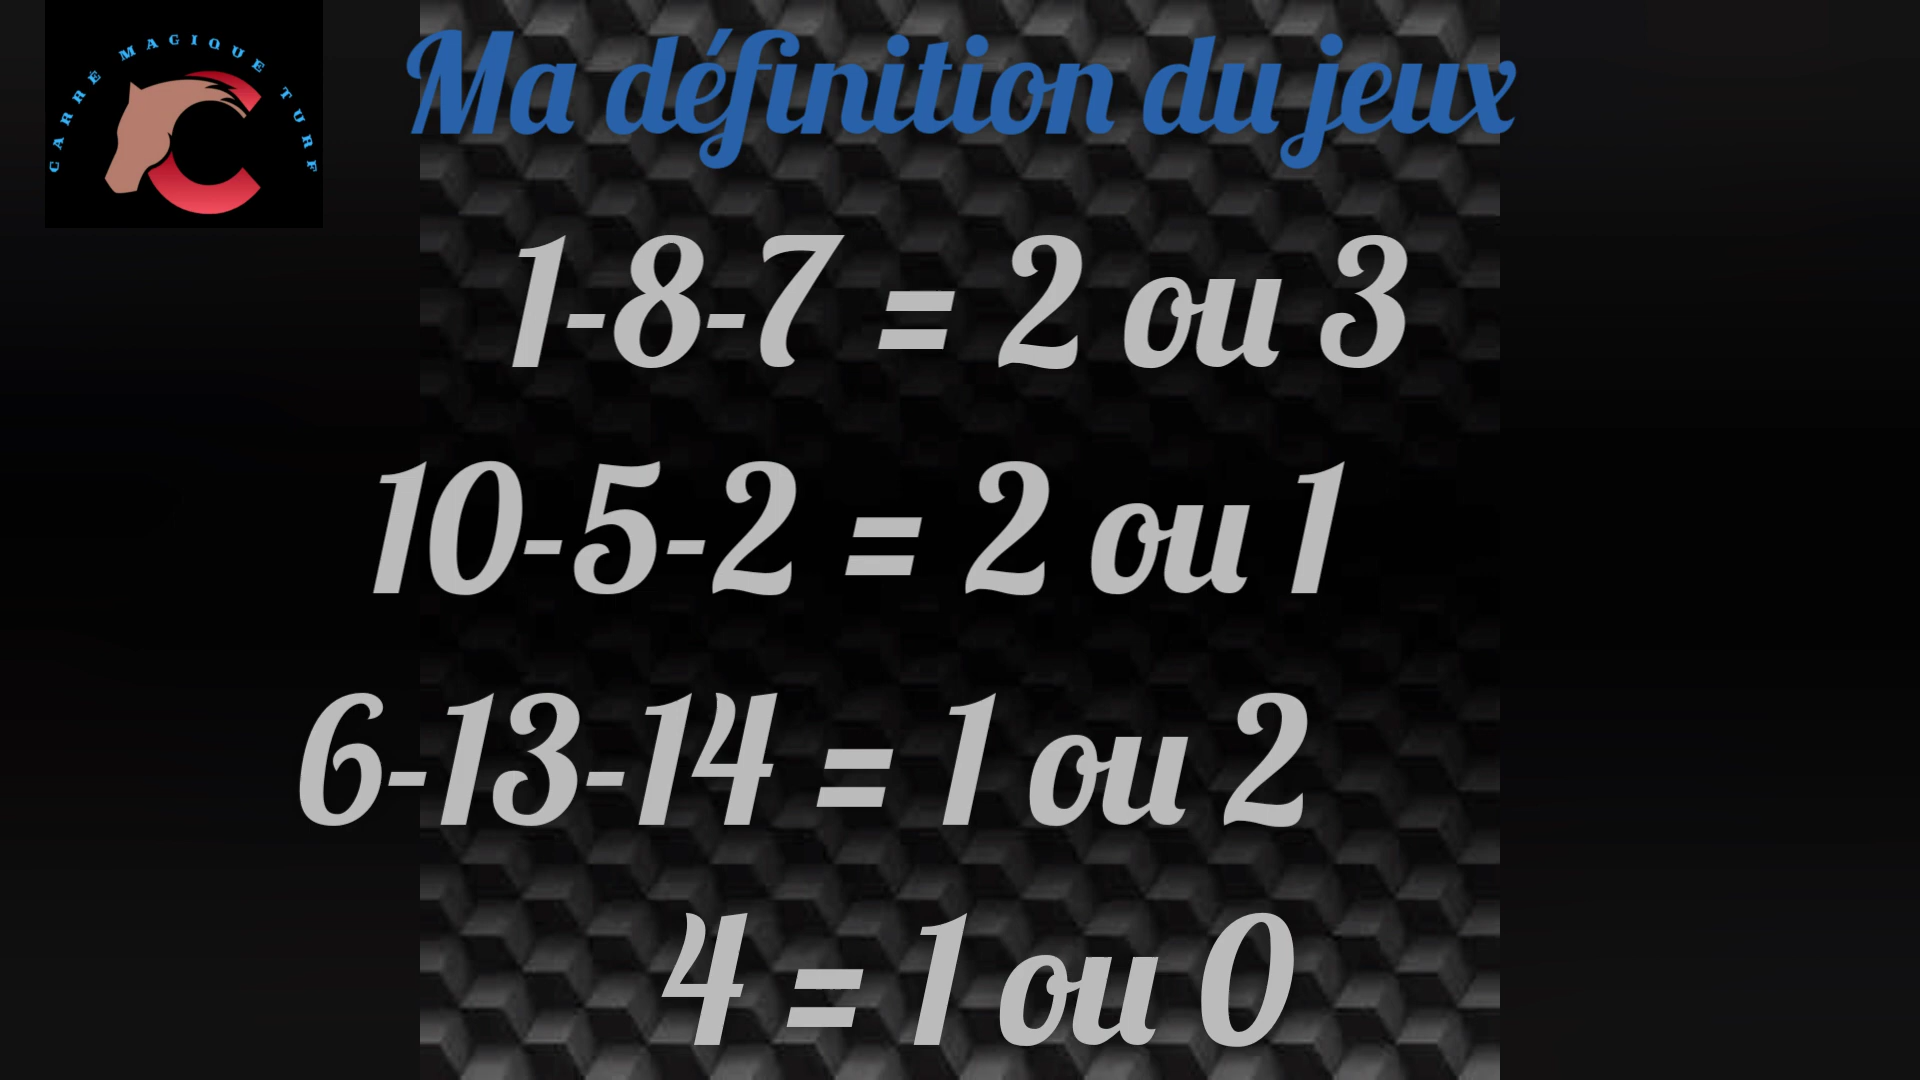 CARRÉ MAGIQUE TURF
Ma définition du jeux
1-8-7 = 2 ou 3
10-5-2 = 2 ou 1
6-13-14 = 1 ou 2
4 = 1 ou 0